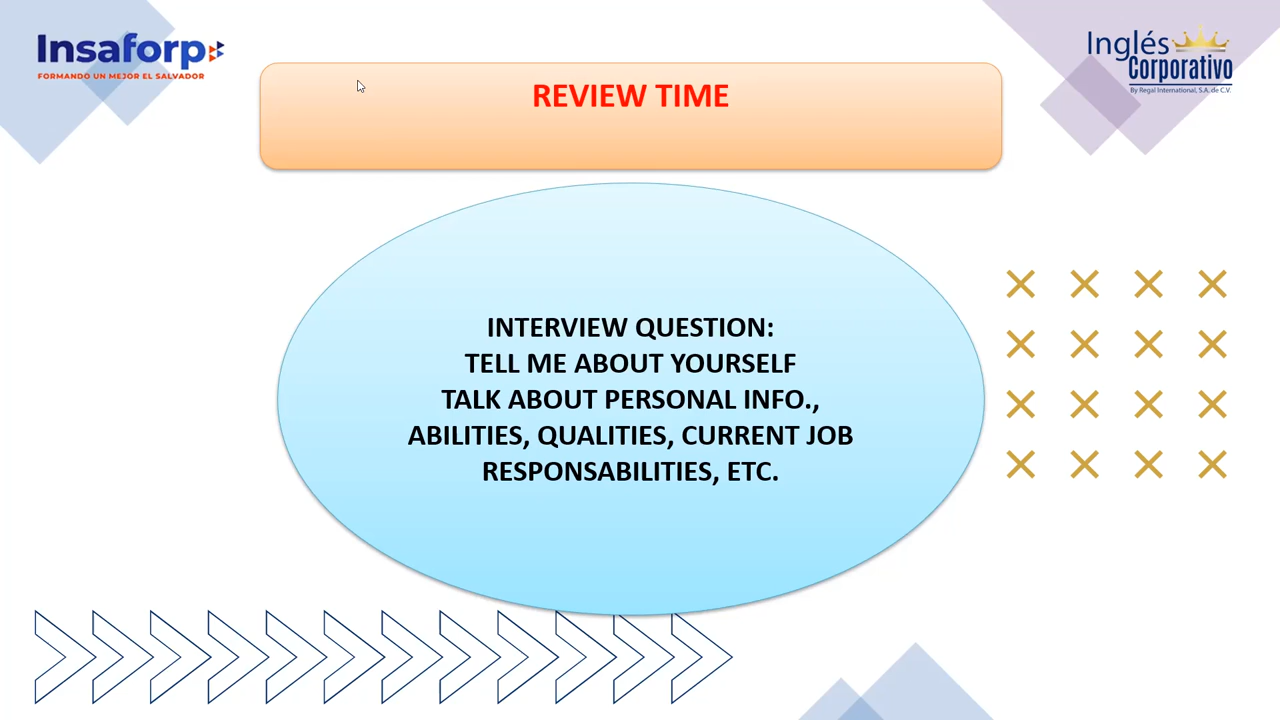 Insaforp
FORMANDO UN MEJOR EL SALVADOR
Inglés
Corporativo
By Regal International, S.A. de C.V.
REVIEW TIME
INTERVIEW QUESTION:
TELL ME ABOUT YOURSELF
TALK ABOUT PERSONAL INFO.,
ABILITIES, QUALITIES, CURRENT JOB
RESPONSABILITIES, ETC.